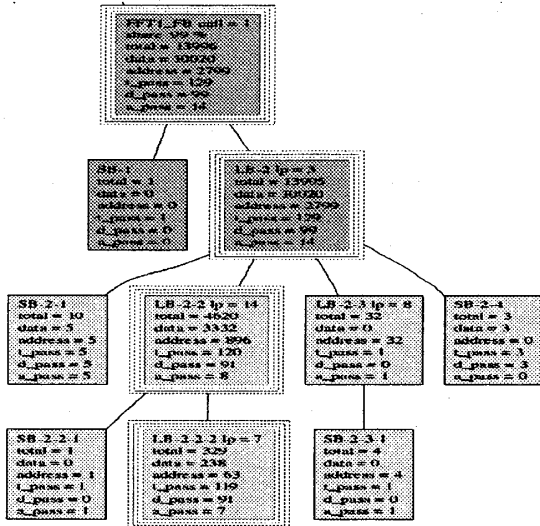 FFT1_FB call = 1
share 99 %
total = 13996
data = 10020
address = 2799
t_pass = 129
d_pass = 99
a_pass = 14
SB-1
total = 1
data = 0
address = 0
t_pass = 1
d_pass = 0
a_pass = 0
LB-2 lp = 3
total = 13995
data = 10020
address = 2799
t_pass = 129
d_pass = 99
a_pass = 14
SB-2-1
total = 10
data = 5
address = 5
t_pass = 5
d_pass = 5
a_pass = 5
LB-2-2 lp = 14
total = 4620
data = 3332
address = 896
t_pass = 120
d_pass = 91
a_pass = 8
LB-2-3 lp = 8
total = 32
data = 0
address = 32
t_pass = 1
d_pass = 0
a_pass = 1
SB-2-4
total = 3
data = 3
address = 0
t_pass = 3
d_pass = 3
a_pass = 0
SB-2-2-1
total = 1
data = 0
address = 1
t_pass = 1
d_pass = 0
a_pass = 1
LB-2-2-2 lp = 7
total = 329
data = 238
address = 63
t_pass = 119
d_pass = 91
a_pass = 7
SB-2-3-1
total = 4
data = 0
address = 4
t_pass = 1
d_pass = 0
a_pass = 1